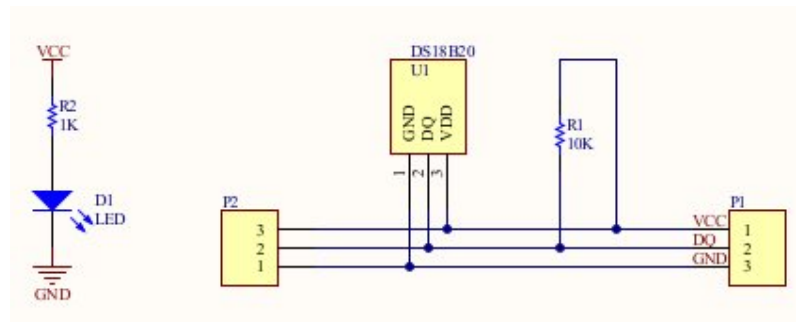 VCC
R2
1K
D1
LED
GND
DS18B20
U1
GND
DQ
VDD
1
2
3
R1
10K
P2
3
2
1
P1
VCC
DQ
GND
1
2
3